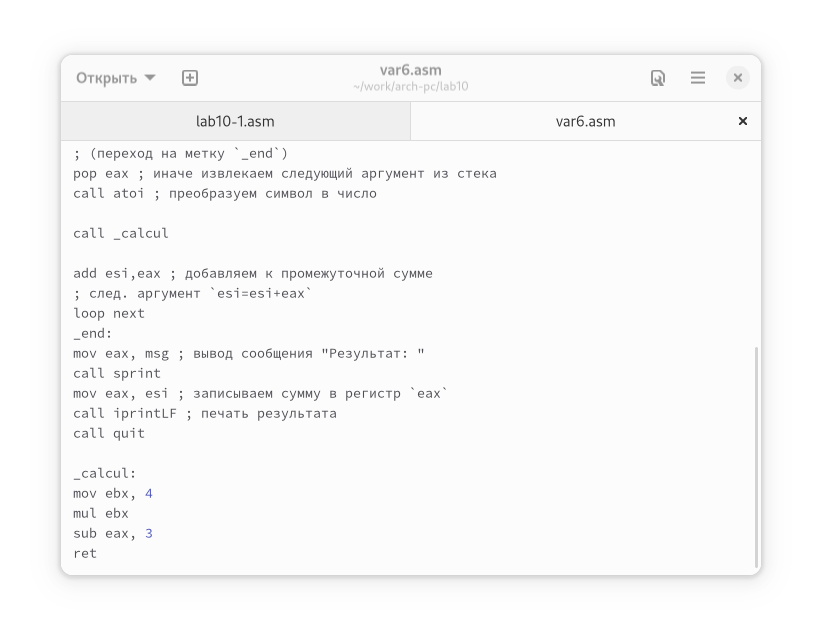 Открыть
var6.asm
~/work/arch-pc/lab10
lab10-1.asm
var6.asm
; (переход на метку `_end`)
pop eax ; иначе извлекаем следующий аргумент из стека
call atoi ; преобразуем символ в число
call _calcul
add esi,eax ; добавляем к промежуточной сумме
; след. аргумент `esi=esi+eax`
loop next
_end:
mov eax, msg ; вывод сообщения "Результат: "
call sprint
mov eax, esi ; записываем сумму в регистр `eax`
call iprintLF ; печать результата
call quit
_calcul:
mov ebx, 4
mul ebx
sub eax, 3
ret